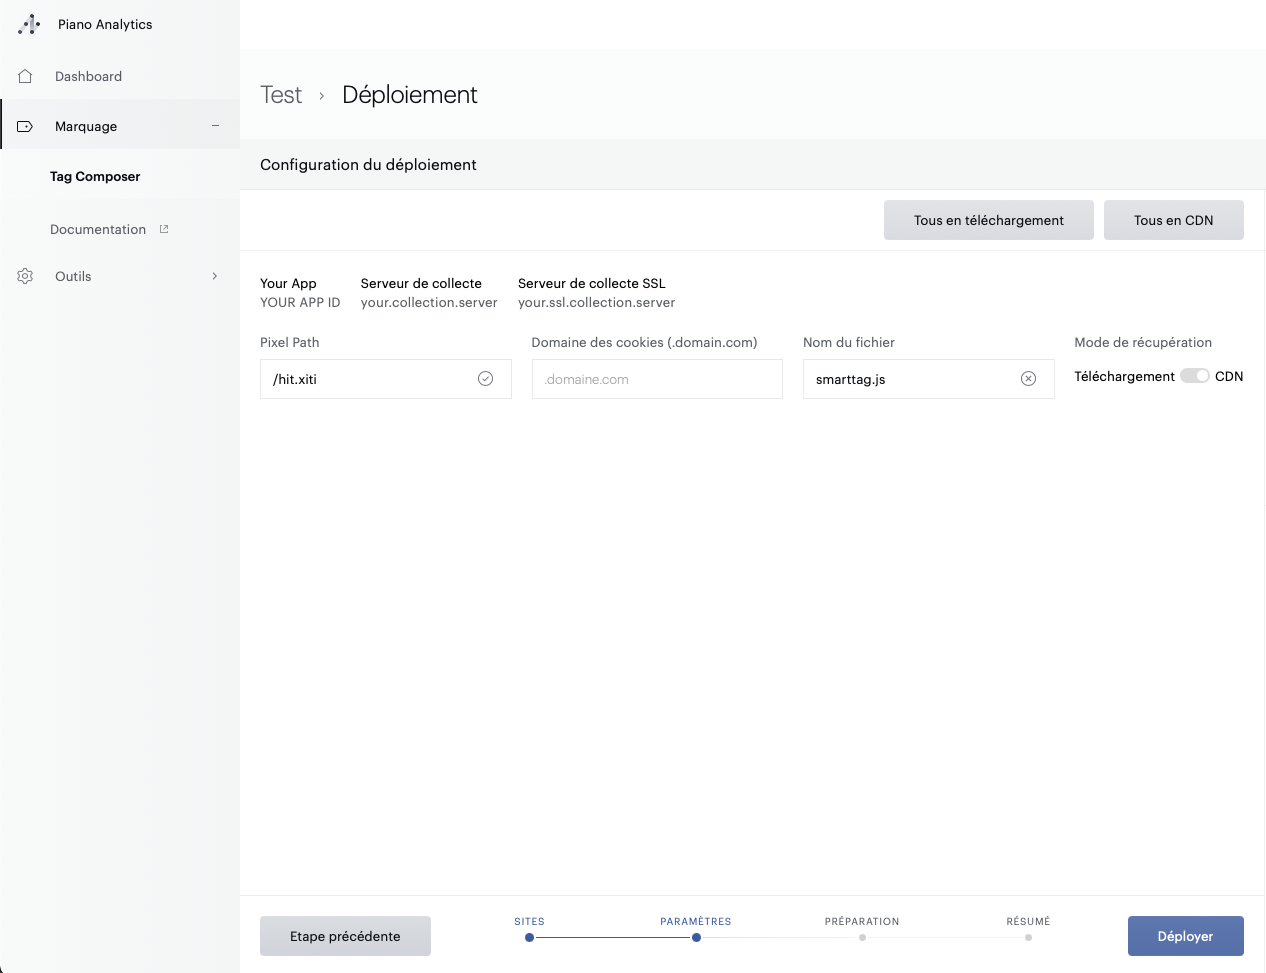 Piano Analytics
Dashboard
Marquage
Tag Composer
Documentation
Outils
Test › Déploiement
Configuration du déploiement
Tous en téléchargement Tous en CDN
Your App Serveur de collecte Serveur de collecte SSL
YOUR APP ID your.collection.server your.ssl.collection.server
Pixel Path Domaine des cookies (.domain.com) Nom du fichier Mode de récupération
/hit.xiti .domaine.com smarttag.js Téléchargement CDN
SITES PARAMÈTRES PRÉPARATION RÉSUMÉ
Etape précédente Déployer